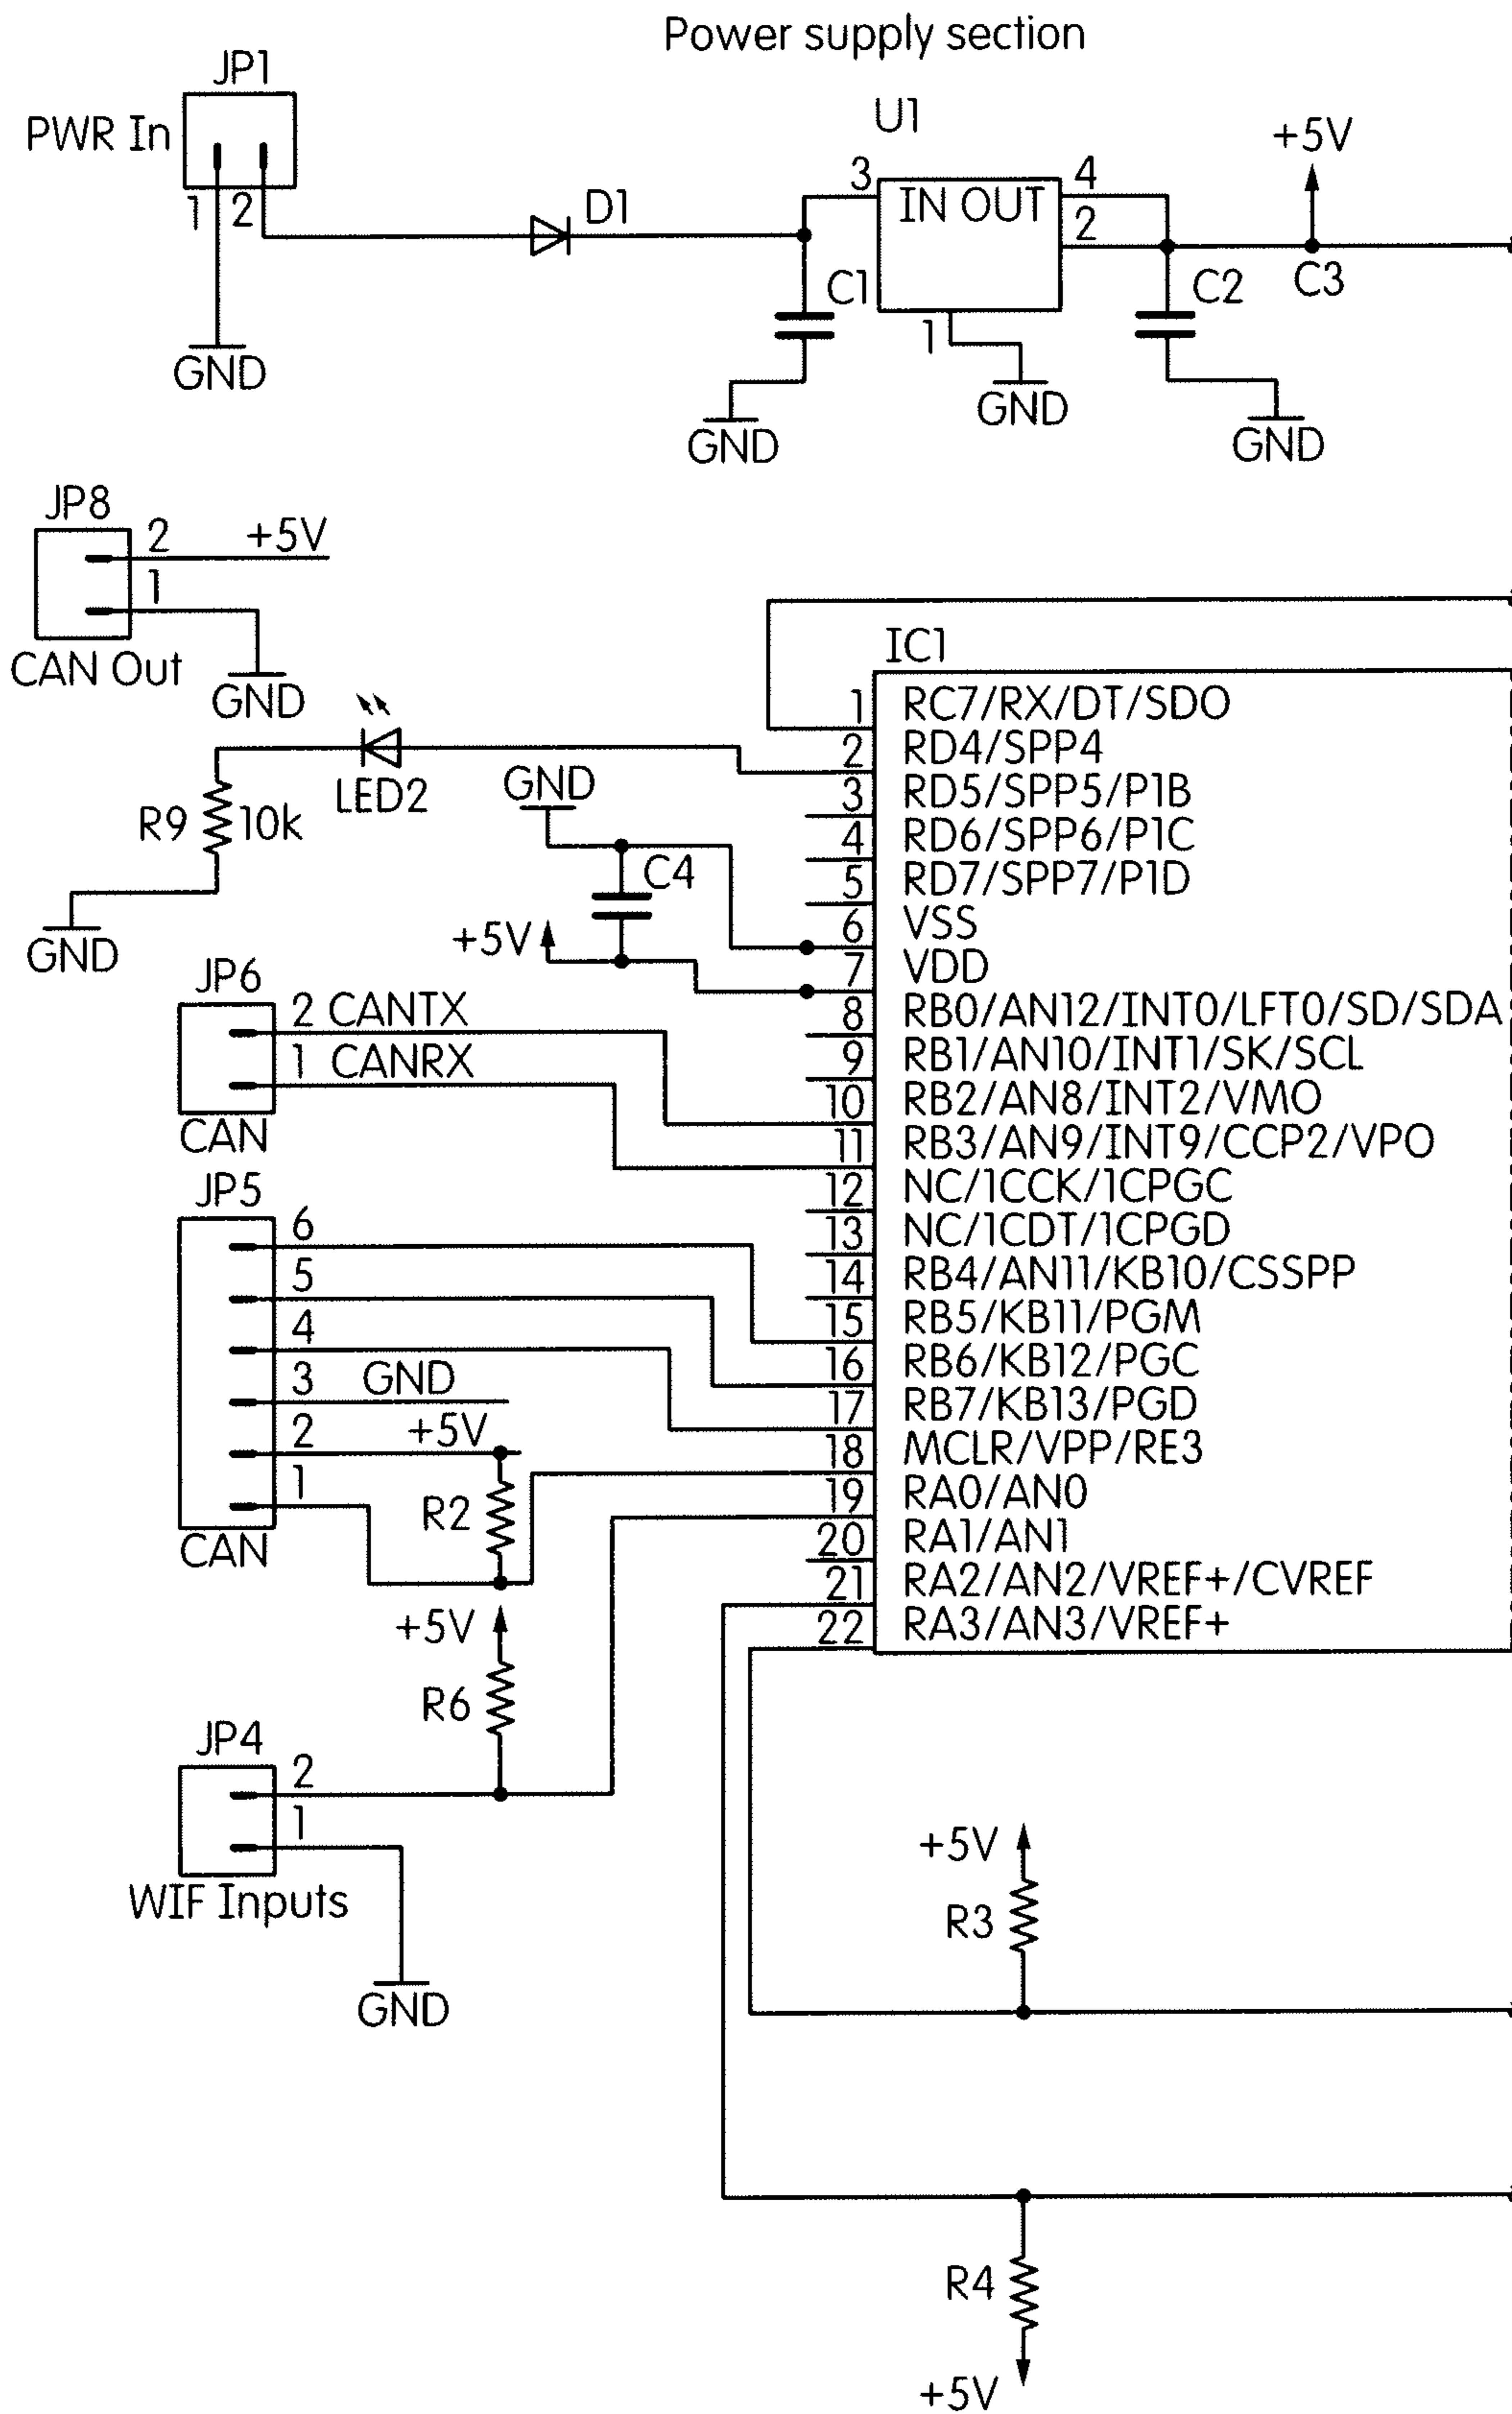 Power supply section
JP1
PWR In
1 2
GND
D1
C1
GND
U1
3 IN OUT 4
2
1
GND
C2
GND
+5V
C3
JP8
2 +5V
1
CAN Out
GND
LED2
R9 10k
GND
GND
C4
+5V
JP6
2 CANTX
1 CANRX
CAN
JP5
6
5
4
3 GND
2 +5V
1
CAN
R2
+5V
R6
JP4
2
1
WIF Inputs
GND
IC1
1 RC7/RX/DT/SDO
2 RD4/SPP4
3 RD5/SPP5/P1B
4 RD6/SPP6/P1C
5 RD7/SPP7/P1D
6 VSS
7 VDD
8 RB0/AN12/INT0/LFT0/SD/SDA
9 RB1/AN10/INT1/SK/SCL
10 RB2/AN8/INT2/VMO
11 RB3/AN9/INT9/CCP2/VPO
12 NC/1CCK/1CPGC
13 NC/1CDT/1CPGD
14 RB4/AN11/KB10/CSSPP
15 RB5/KB11/PGM
16 RB6/KB12/PGC
17 RB7/KB13/PGD
18 MCLR/VPP/RE3
19 RA0/AN0
20 RA1/AN1
21 RA2/AN2/VREF+/CVREF
22 RA3/AN3/VREF+
+5V
R3
R4
+5V